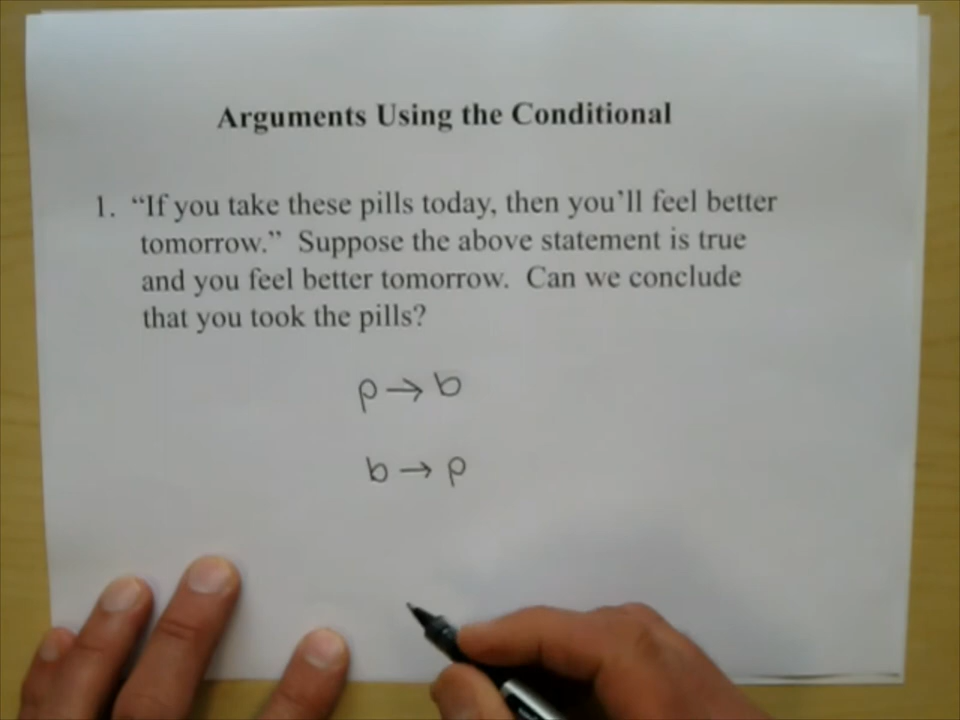 Arguments Using the Conditional
1. “If you take these pills today, then you’ll feel better
tomorrow.” Suppose the above statement is true
and you feel better tomorrow. Can we conclude
that you took the pills?
p → b
b → p